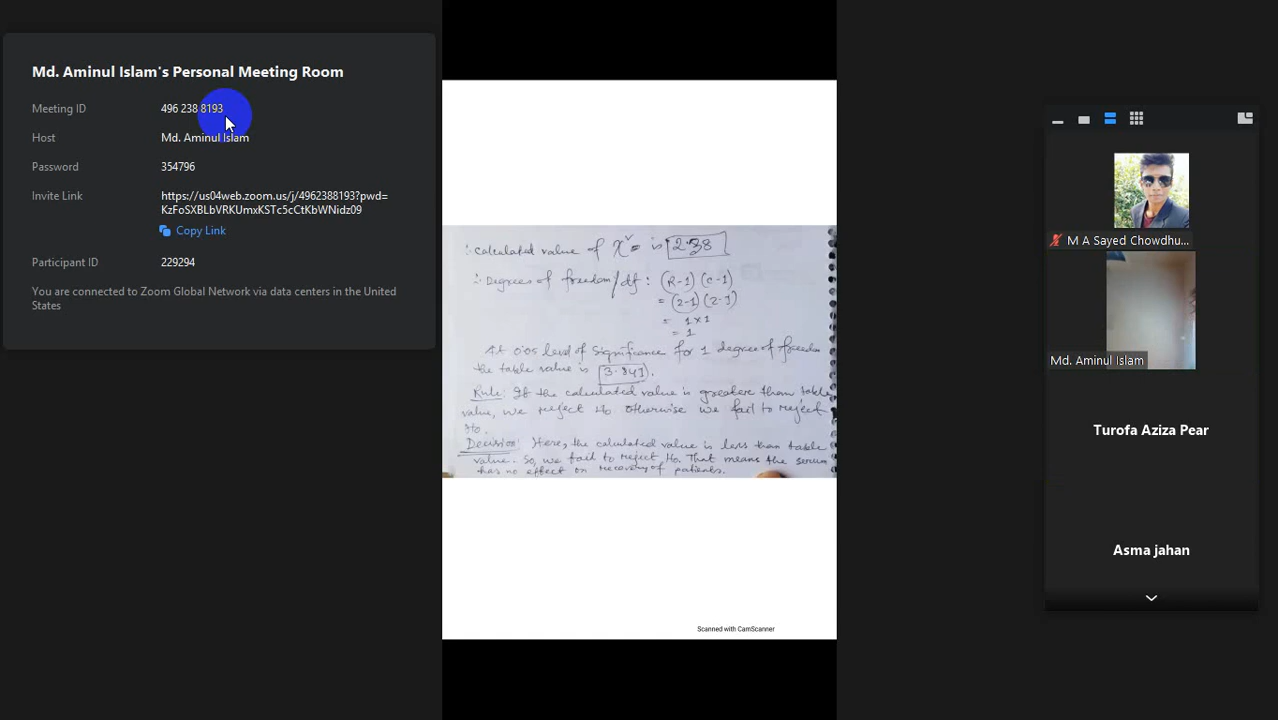 Md. Aminul Islam's Personal Meeting Room
Meeting ID 496 238 8193
Host Md. Aminul Islam
Password 354796
Invite Link https://us04web.zoom.us/j/4962388193?pwd=
KzFoSXBLbVRKUmxKSTc5cCtKbWNidz09
Copy Link
Participant ID 229294
You are connected to Zoom Global Network via data centers in the United
States
∴ Calculated value of χ² = is 2.38
∴ Degrees of freedom/df : (R-1) (c-1)
= (2-1) (2-1)
= 1 × 1
= 1
At 0.05 level of significance for 1 degree of freedom
the table value is 3.841.
Rule: If the calculated value is greatere them table
value, we reject Ho otherwise we fail to reject
Ho.
Decision: Here, the calculated value is less than table
value. So, we fail to reject Ho. That means the serum
has no effect on recovery of patients.
Scanned with CamScanner
M A Sayed Chowdhu...
Md. Aminul Islam
Turofa Aziza Pear
Asma jahan